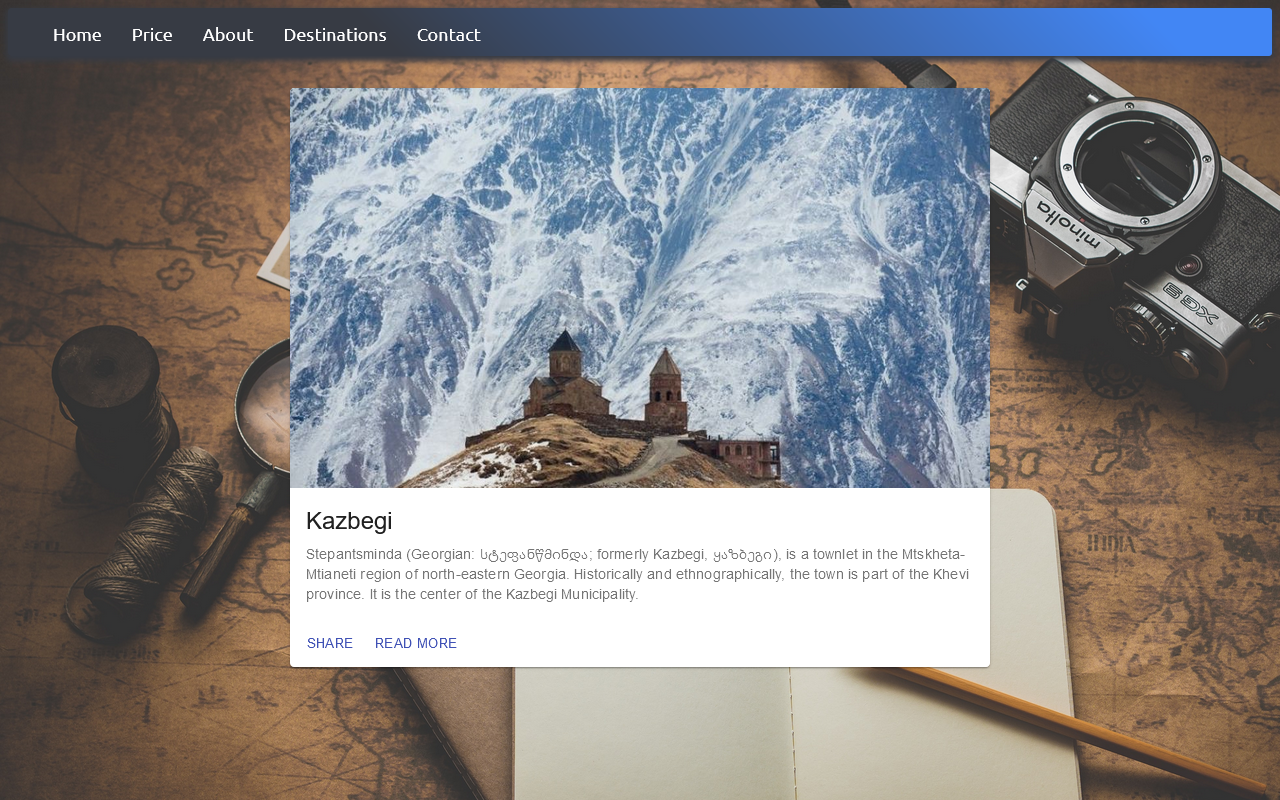 Home Price About Destinations Contact
minolta
XG9
Kazbegi
Stepantsminda (Georgian: სტეფანწმინდა; formerly Kazbegi, ყაზბეგი), is a townlet in the Mtskheta-
Mtianeti region of north-eastern Georgia. Historically and ethnographically, the town is part of the Khevi
province. It is the center of the Kazbegi Municipality.
INDIA
SHARE READ MORE